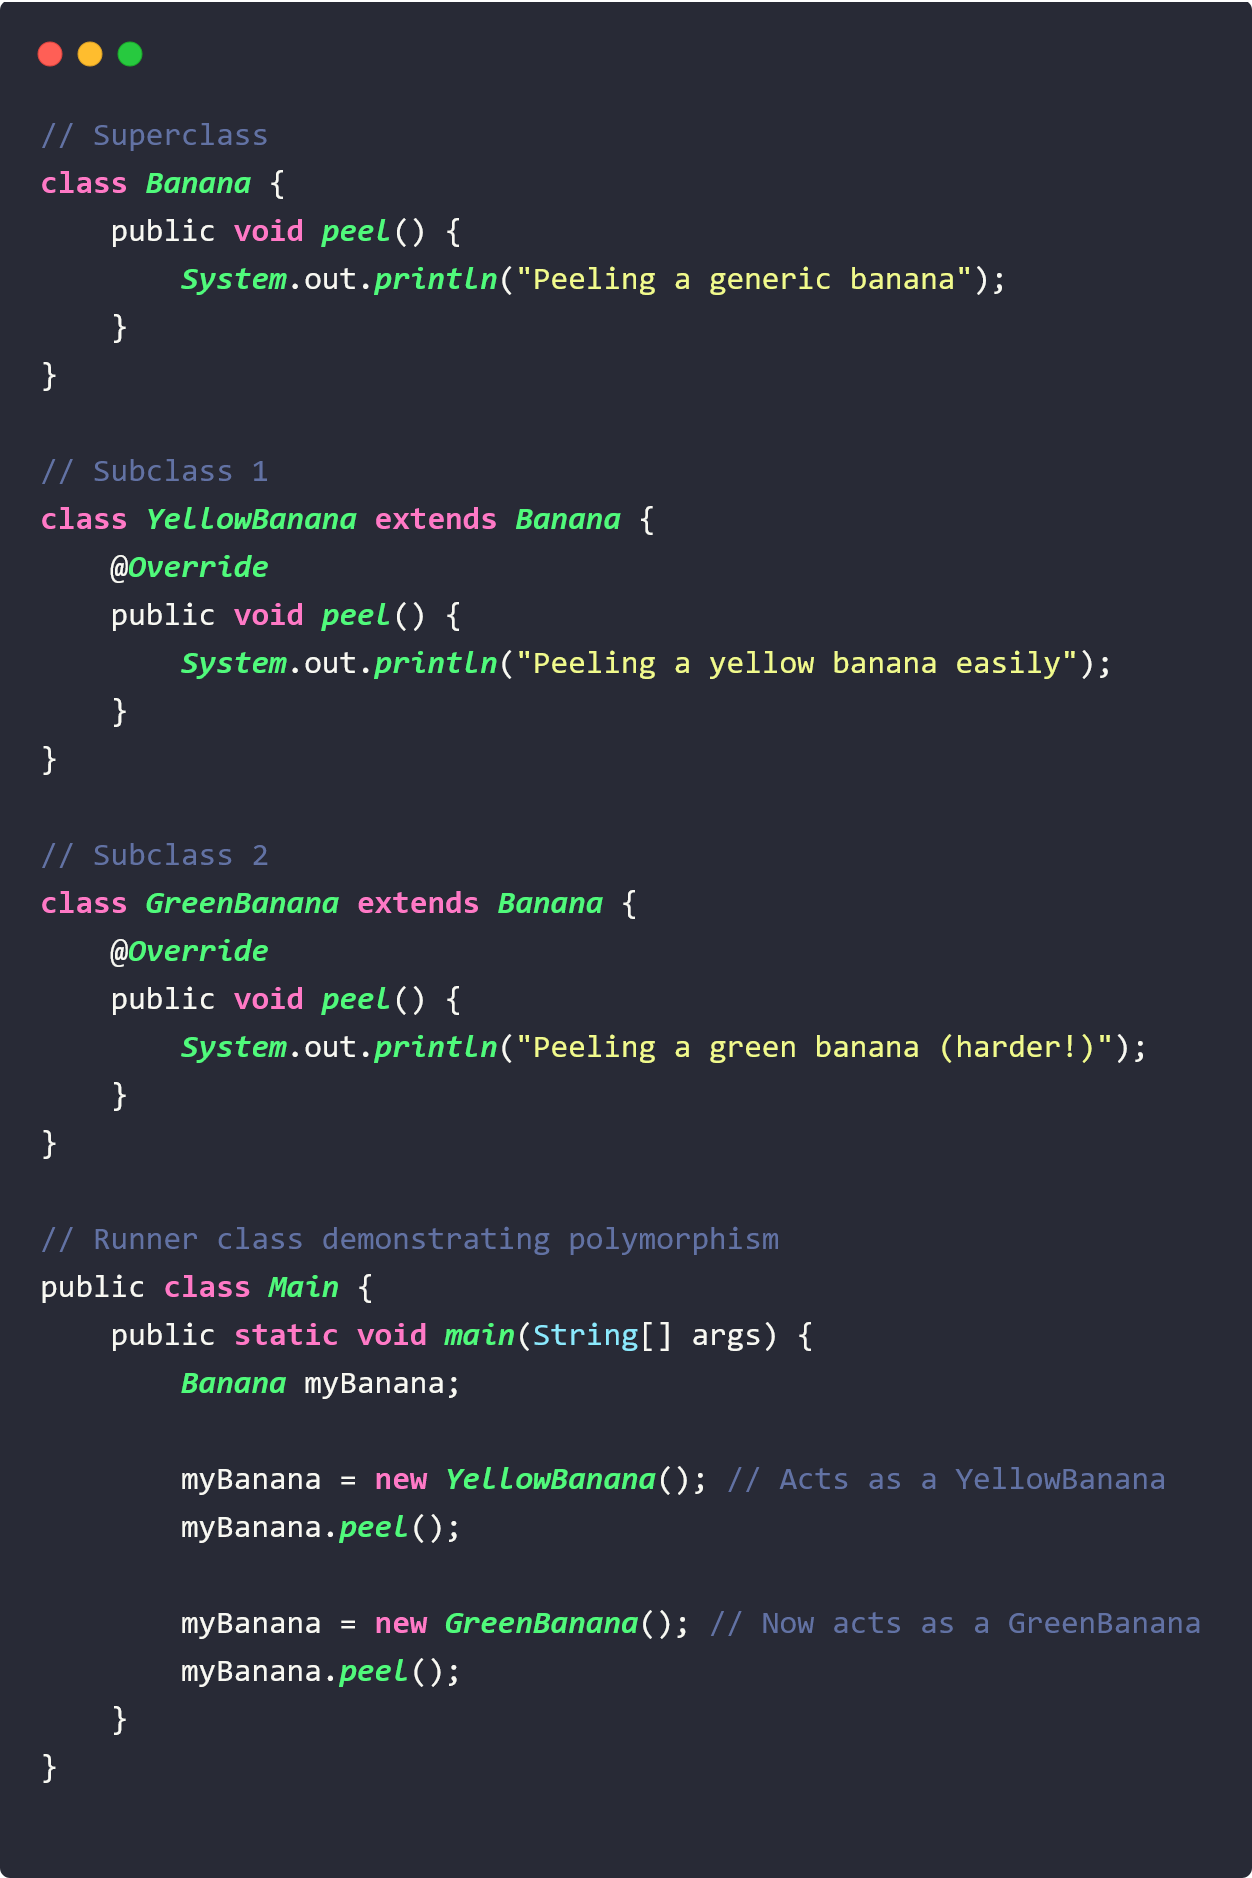 // Superclass
class Banana {
    public void peel() {
        System.out.println("Peeling a generic banana");
    }
}

// Subclass 1
class YellowBanana extends Banana {
    @Override
    public void peel() {
        System.out.println("Peeling a yellow banana easily");
    }
}

// Subclass 2
class GreenBanana extends Banana {
    @Override
    public void peel() {
        System.out.println("Peeling a green banana (harder!)");
    }
}

// Runner class demonstrating polymorphism
public class Main {
    public static void main(String[] args) {
        Banana myBanana;

        myBanana = new YellowBanana(); // Acts as a YellowBanana
        myBanana.peel();

        myBanana = new GreenBanana(); // Now acts as a GreenBanana
        myBanana.peel();
    }
}